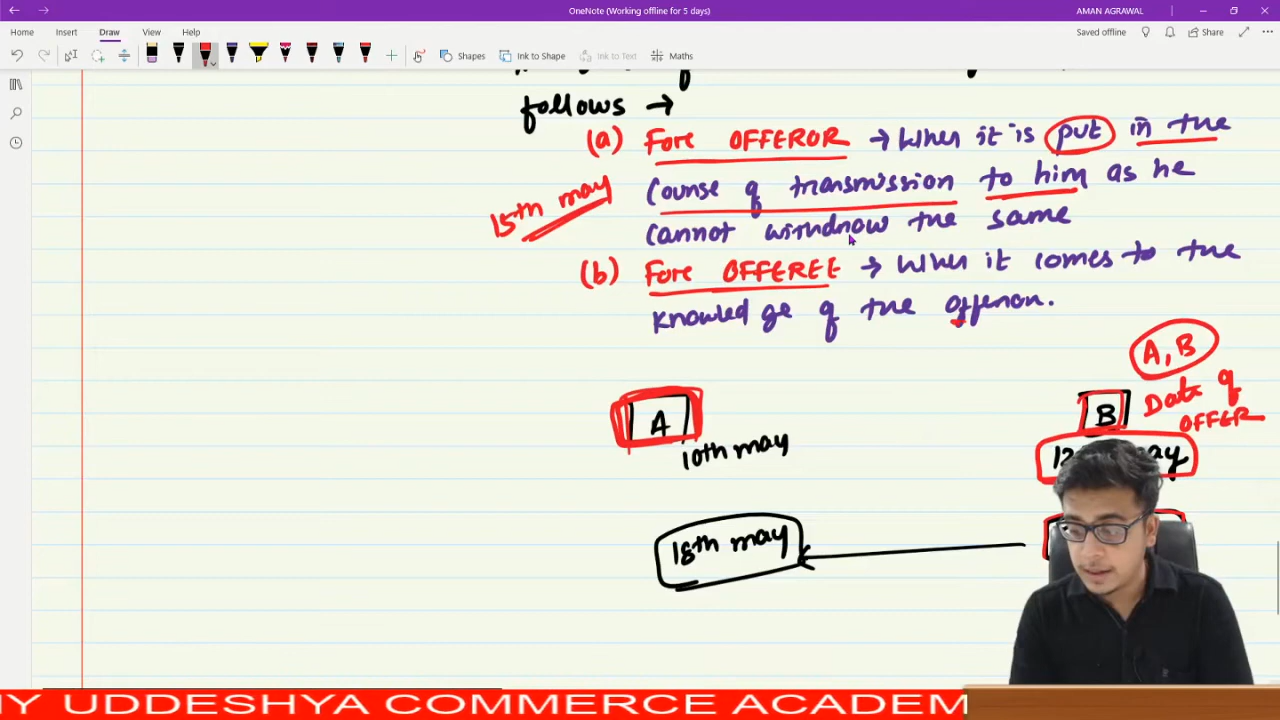 OneNote (Working offline for 5 days)
AMAN AGRAWAL
Home Insert Draw View Help
Saved offline
Share
Shapes Ink to Shape Ink to Text Maths
follows →
(a) Fore OFFEROR → When it is put in the
15th may
Course of transmission to him as he
cannot withdraw the same
(b) Fore OFFEREE → When it comes to the
knowledge of the offeror.
A, B
A
B
Date of
OFFER
10th may
18th may
NY UDDESHYA COMMERCE ACADEM